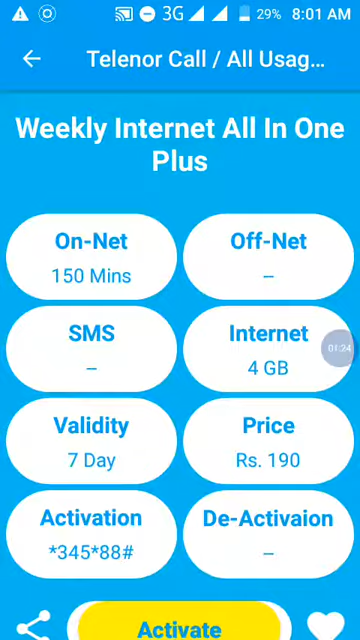 3G 29% 8:01 AM
Telenor Call / All Usag...
Weekly Internet All In One
Plus
On-Net
150 Mins
Off-Net
--
SMS
--
Internet
4 GB
01:24
Validity
7 Day
Price
Rs. 190
Activation
*345*88#
De-Activaion
--
Activate